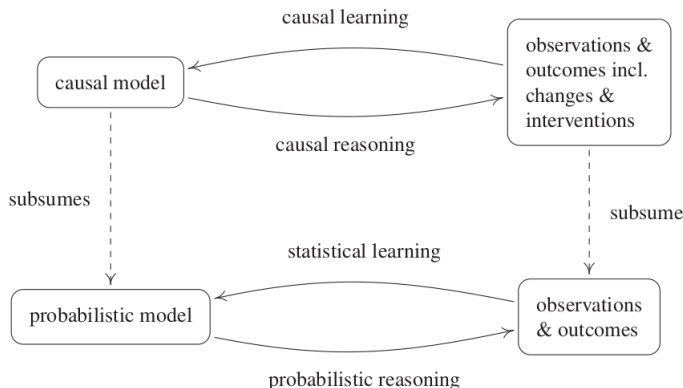 causal learning
observations &
outcomes incl.
changes &
interventions
causal model
causal reasoning
subsumes
subsume
statistical learning
probabilistic model
observations
& outcomes
probabilistic reasoning